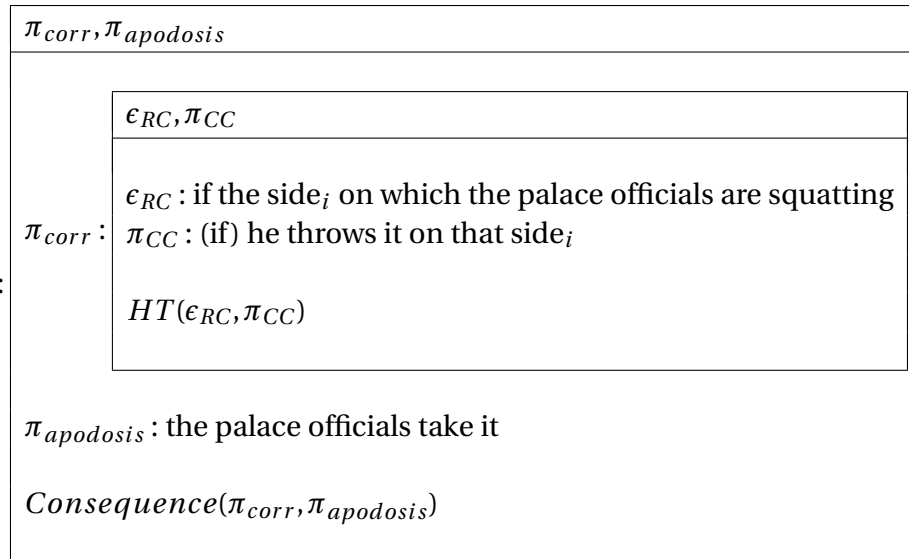 π_corr, π_apodosis
ϵ_RC, π_CC
ϵ_RC : if the side_i on which the palace officials are squatting
π_corr : π_CC : (if) he throws it on that side_i
:
HT(ϵ_RC, π_CC)
π_apodosis : the palace officials take it
Consequence(π_corr, π_apodosis)